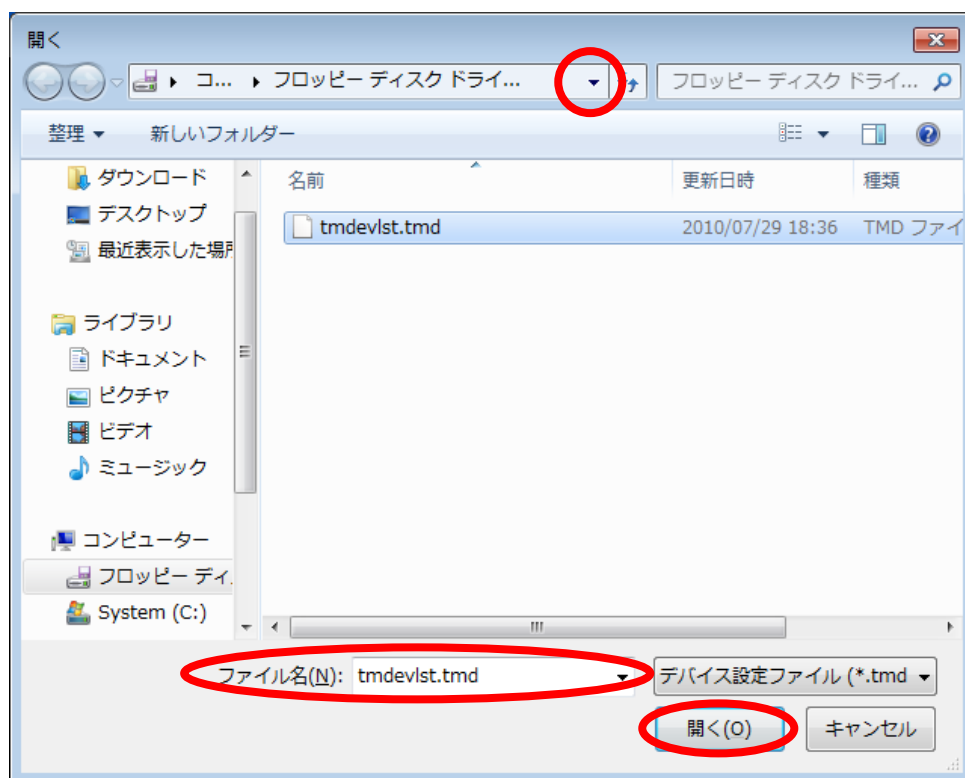 開く
コ... フロッピー ディスク ドライ... フロッピー ディスク ドライ...
整理 新しいフォルダー
ダウンロード
デスクトップ
最近表示した場所
ライブラリ
ドキュメント
ピクチャ
ビデオ
ミュージック
コンピューター
フロッピー ディ
System (C:)
名前 更新日時 種類
tmdevlst.tmd 2010/07/29 18:36 TMD ファイ
ファイル名(N): tmdevlst.tmd デバイス設定ファイル (*.tmd
開く(O) キャンセル